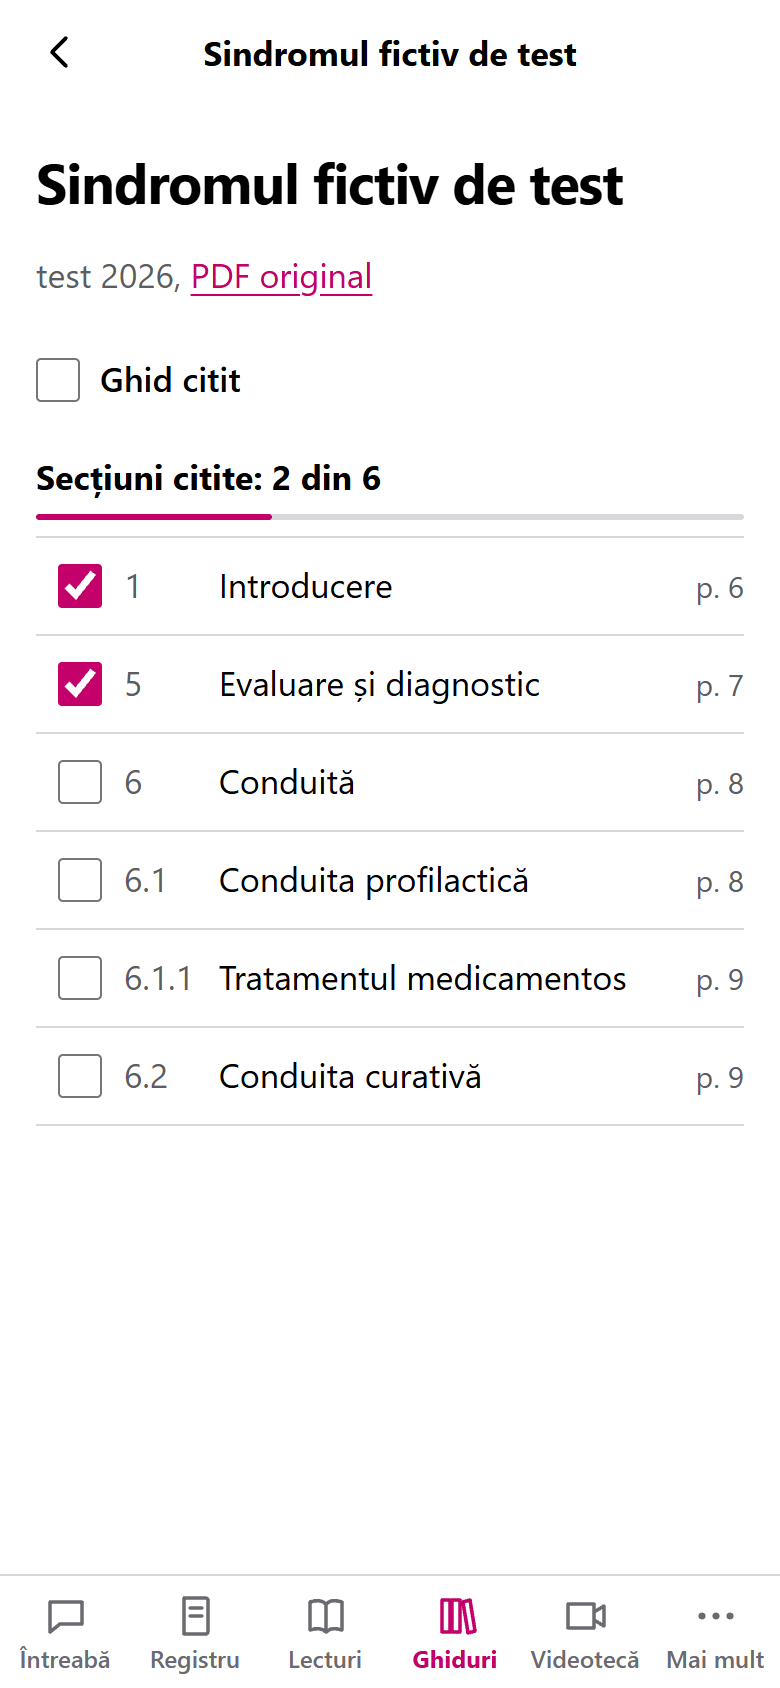 Sindromul fictiv de test
Sindromul fictiv de test
test 2026, PDF original
Ghid citit
Secțiuni citite: 2 din 6
1 Introducere p. 6
5 Evaluare și diagnostic p. 7
6 Conduită p. 8
6.1 Conduita profilactică p. 8
6.1.1 Tratamentul medicamentos p. 9
6.2 Conduita curativă p. 9
Întreabă Registru Lecturi Ghiduri Videotecă Mai mult